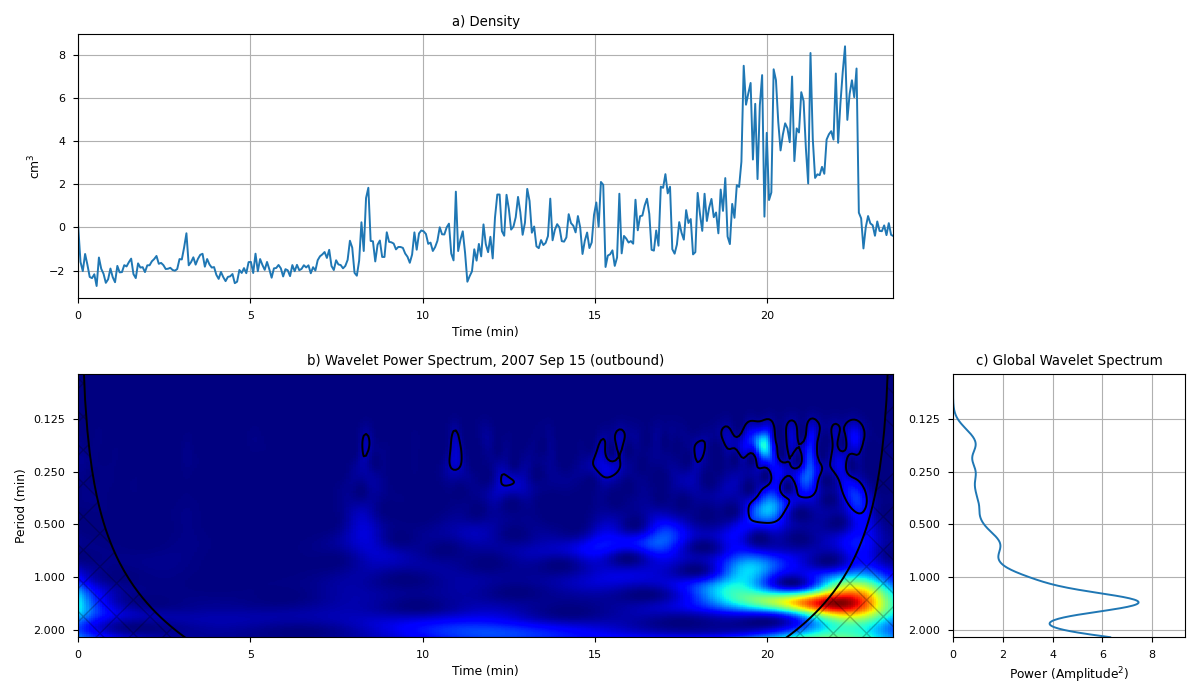 a) Density
8
6
4
2
0
−2
cm³
0 5 10 15 20
Time (min)
b) Wavelet Power Spectrum, 2007 Sep 15 (outbound)
0.125
0.250
0.500
1.000
2.000
Period (min)
0 5 10 15 20
Time (min)
c) Global Wavelet Spectrum
0.125
0.250
0.500
1.000
2.000
0 2 4 6 8
Power (Amplitude²)